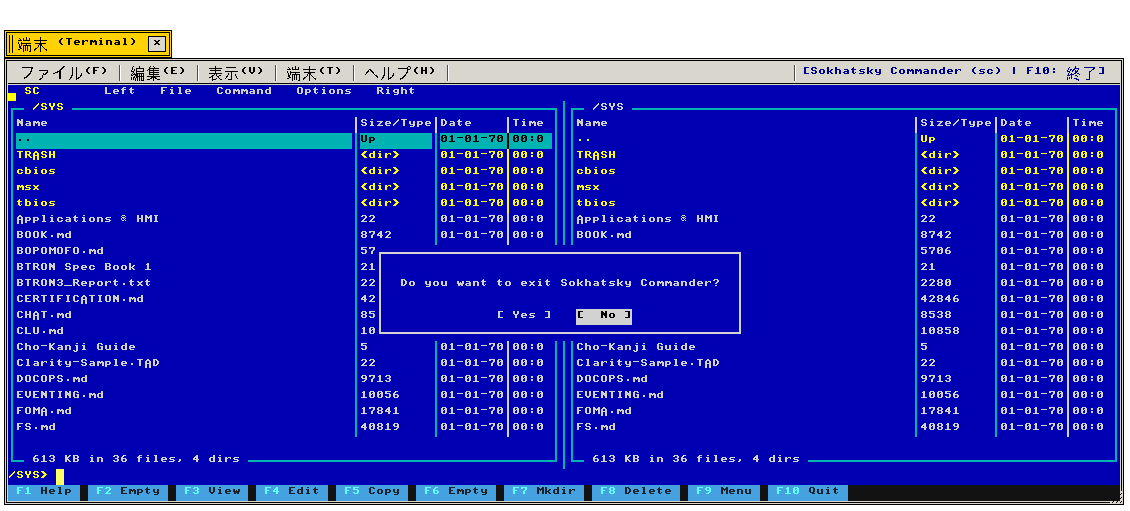 端末 (Terminal) ×
ファイル(F) 編集(E) 表示(V) 端末(T) ヘルプ(H) [Sokhatsky Commander (sc) | F10: 終了]
SC Left File Command Options Right
/SYS /SYS
Name Size/Type Date Time Name Size/Type Date Time
.. Up 01-01-70 00:0 .. Up 01-01-70 00:0
TRASH <dir> 01-01-70 00:0 TRASH <dir> 01-01-70 00:0
cbios <dir> 01-01-70 00:0 cbios <dir> 01-01-70 00:0
msx <dir> 01-01-70 00:0 msx <dir> 01-01-70 00:0
tbios <dir> 01-01-70 00:0 tbios <dir> 01-01-70 00:0
Applications @ HMI 22 01-01-70 00:0 Applications @ HMI 22 01-01-70 00:0
BOOK.md 8742 01-01-70 00:0 BOOK.md 8742 01-01-70 00:0
BOPOMOFO.md 57 5706 01-01-70 00:0
BTRON Spec Book 1 21 21 01-01-70 00:0
BTRON3_Report.txt 22 Do you want to exit Sokhatsky Commander? 2280 01-01-70 00:0
CERTIFICATION.md 42 42846 01-01-70 00:0
CHAT.md 85 [ Yes ] [ No ] 8538 01-01-70 00:0
CLU.md 10 10858 01-01-70 00:0
Cho-Kanji Guide 5 01-01-70 00:0 Cho-Kanji Guide 5 01-01-70 00:0
Clarity-Sample.TAD 22 01-01-70 00:0 Clarity-Sample.TAD 22 01-01-70 00:0
DOCOPS.md 9713 01-01-70 00:0 DOCOPS.md 9713 01-01-70 00:0
EVENTING.md 10056 01-01-70 00:0 EVENTING.md 10056 01-01-70 00:0
FOMA.md 17841 01-01-70 00:0 FOMA.md 17841 01-01-70 00:0
FS.md 40819 01-01-70 00:0 FS.md 40819 01-01-70 00:0
613 KB in 36 files, 4 dirs 613 KB in 36 files, 4 dirs
/SYS>
F1 Help F2 Empty F3 View F4 Edit F5 Copy F6 Empty F7 Mkdir F8 Delete F9 Menu F10 Quit